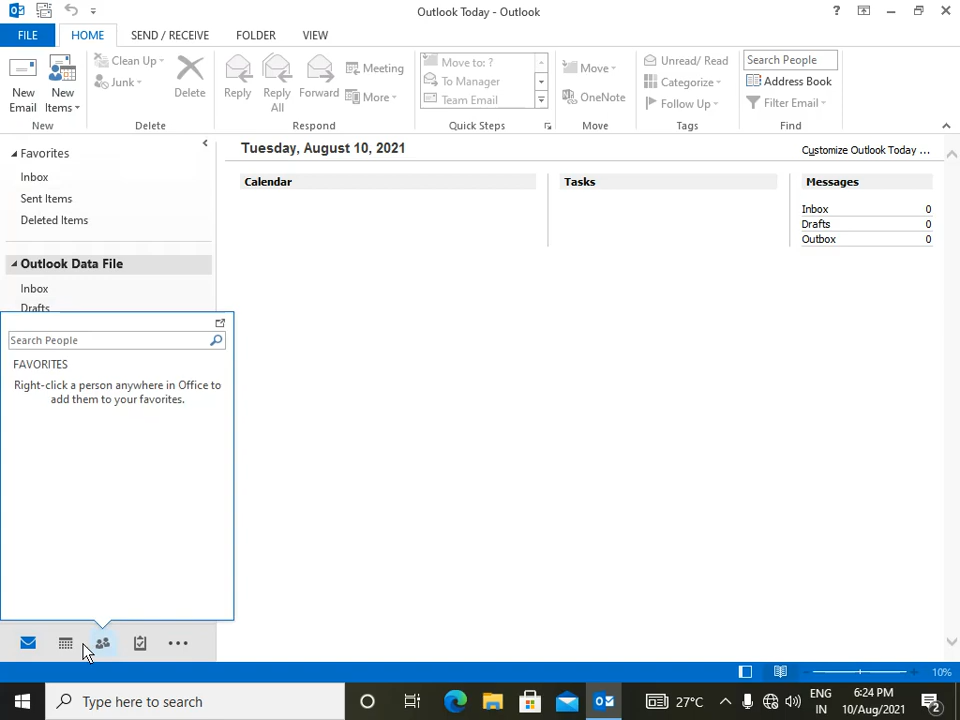 Outlook Today - Outlook
FILE
HOME
SEND / RECEIVE
FOLDER
VIEW
New
Email
New
Items
New
Clean Up
Junk
Delete
Delete
Reply
Reply
All
Forward
Meeting
More
Respond
Move to: ?
To Manager
Team Email
Quick Steps
Move
OneNote
Move
Unread/ Read
Categorize
Follow Up
Tags
Search People
Address Book
Filter Email
Find
Favorites
Inbox
Sent Items
Deleted Items
Outlook Data File
Inbox
Drafts
Search People
FAVORITES
Right-click a person anywhere in Office to
add them to your favorites.
Tuesday, August 10, 2021
Customize Outlook Today ...
Calendar
Tasks
Messages
Inbox 0
Drafts 0
Outbox 0
10%
Type here to search
27°C
ENG
IN
6:24 PM
10/Aug/2021
2